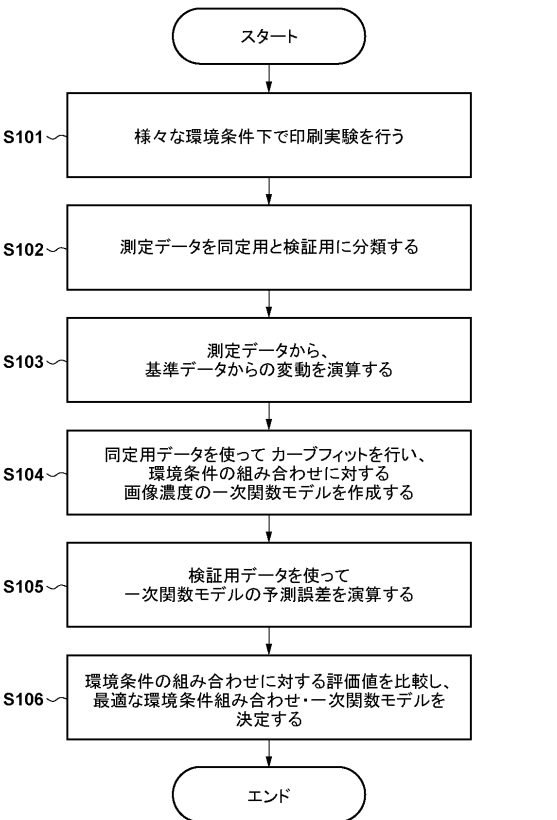 スタート
S101
様々な環境条件下で印刷実験を行う
S102
測定データを同定用と検証用に分類する
S103
測定データから、
基準データからの変動を演算する
S104
同定用データを使って カーブフィットを行い、
環境条件の組み合わせに対する
画像濃度の一次関数モデルを作成する
S105
検証用データを使って
一次関数モデルの予測誤差を演算する
S106
環境条件の組み合わせに対する評価値を比較し、
最適な環境条件組み合わせ・一次関数モデルを
決定する
エンド